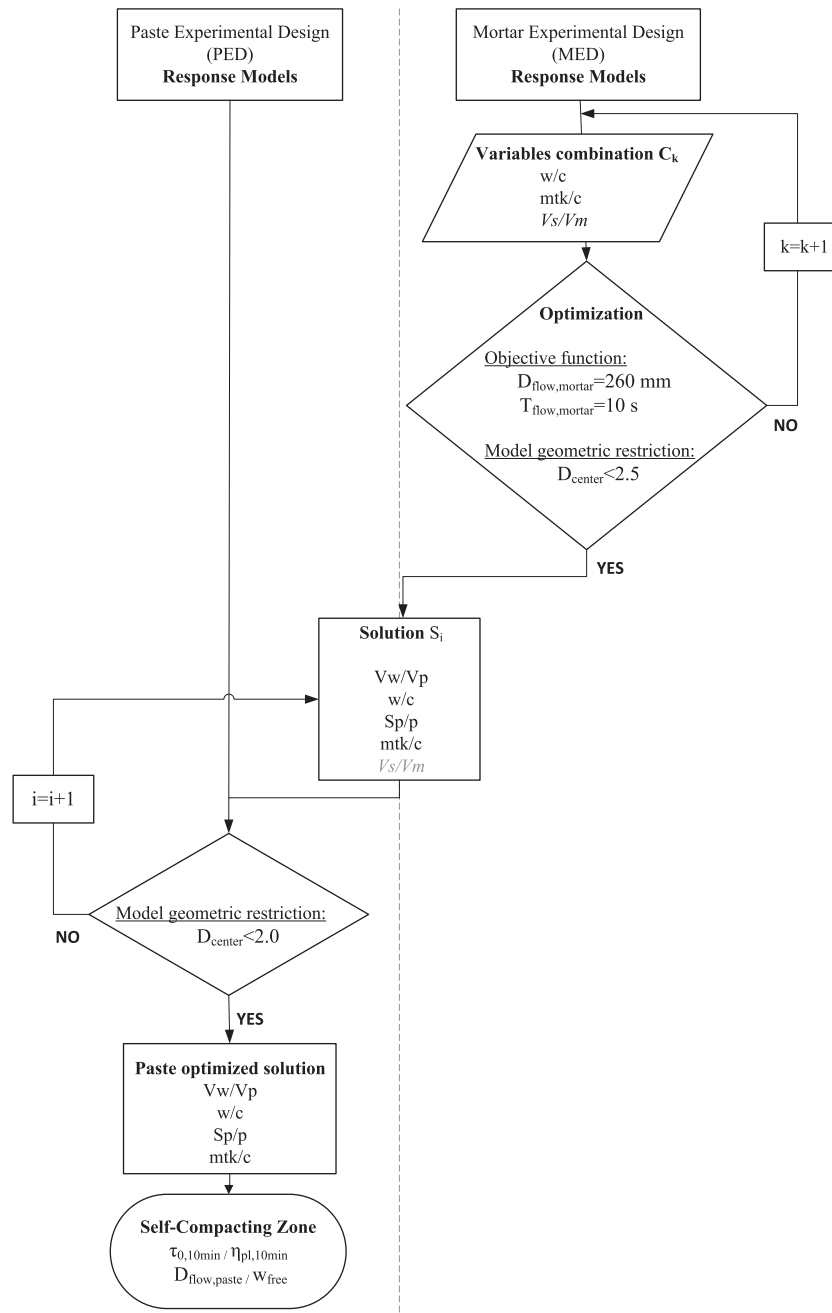 Paste Experimental Design
(PED)
Response Models
Mortar Experimental Design
(MED)
Response Models
Variables combination Ck
w/c
mtk/c
Vs/Vm
k=k+1
Optimization
Objective function:
Dflow,mortar=260 mm
Tflow,mortar=10 s
Model geometric restriction:
Dcenter<2.5
NO
YES
Solution Si
Vw/Vp
w/c
Sp/p
mtk/c
Vs/Vm
i=i+1
Model geometric restriction:
Dcenter<2.0
NO
YES
Paste optimized solution
Vw/Vp
w/c
Sp/p
mtk/c
Self-Compacting Zone
τ0,10min / ηpl,10min
Dflow,paste / wfree